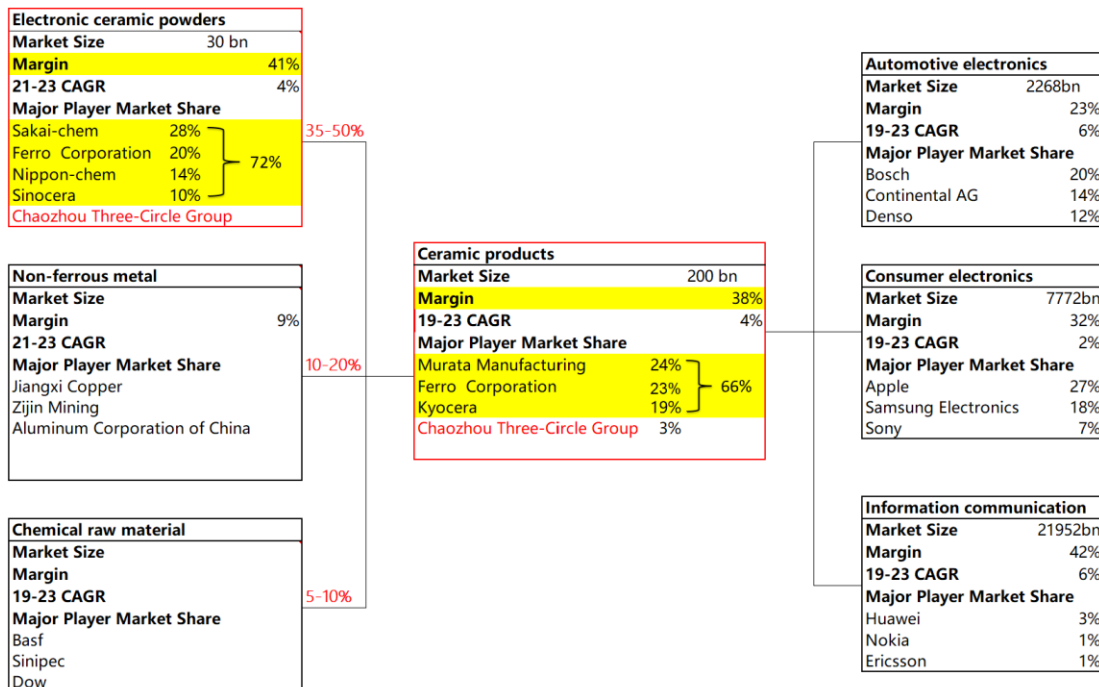 Electronic ceramic powders
Market Size 30 bn
Margin 41%
21-23 CAGR 4%
Major Player Market Share
Sakai-chem 28%
Ferro Corporation 20%
Nippon-chem 14%
Sinocera 10%
72%
Chaozhou Three-Circle Group
35-50%
Non-ferrous metal
Market Size
Margin 9%
21-23 CAGR
Major Player Market Share
Jiangxi Copper
Zijin Mining
Aluminum Corporation of China
10-20%
Chemical raw material
Market Size
Margin
19-23 CAGR
Major Player Market Share
Basf
Sinipec
Dow
5-10%
Ceramic products
Market Size 200 bn
Margin 38%
19-23 CAGR 4%
Major Player Market Share
Murata Manufacturing 24%
Ferro Corporation 23%
Kyocera 19%
66%
Chaozhou Three-Circle Group 3%
Automotive electronics
Market Size 2268bn
Margin 23%
19-23 CAGR 6%
Major Player Market Share
Bosch 20%
Continental AG 14%
Denso 12%
Consumer electronics
Market Size 7772bn
Margin 32%
19-23 CAGR 2%
Major Player Market Share
Apple 27%
Samsung Electronics 18%
Sony 7%
Information communication
Market Size 21952bn
Margin 42%
19-23 CAGR 6%
Major Player Market Share
Huawei 3%
Nokia 1%
Ericsson 1%